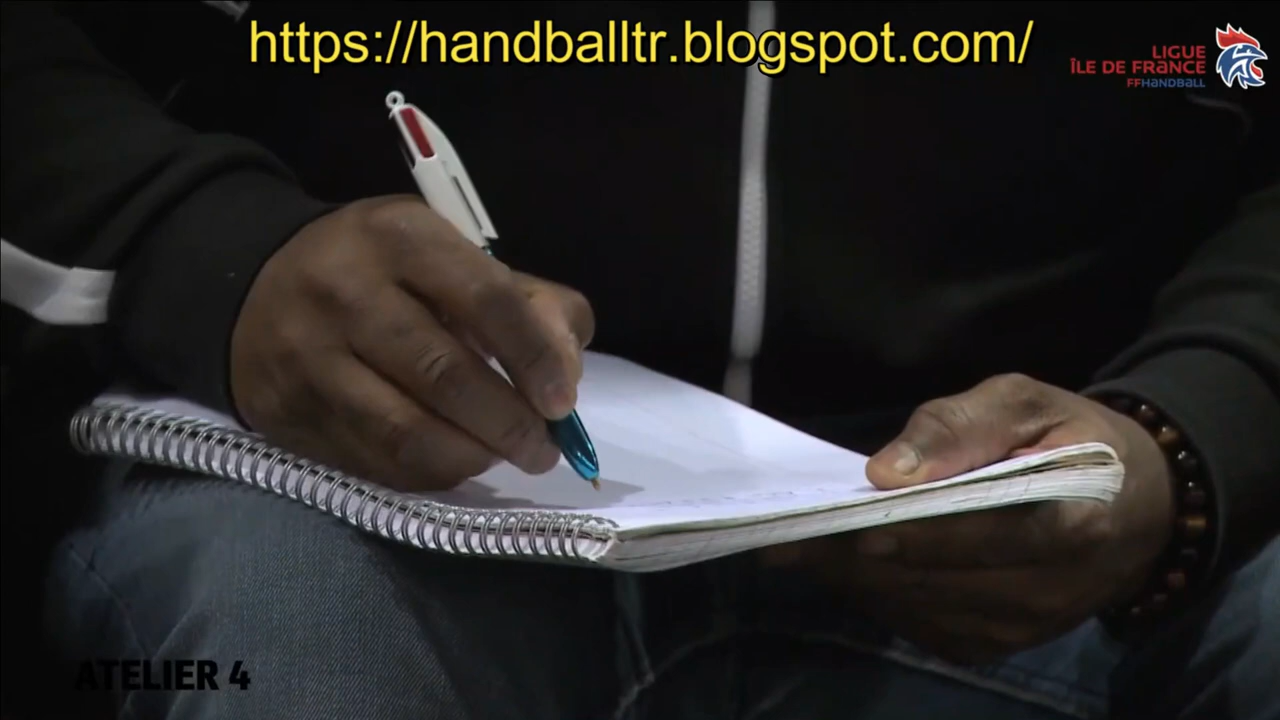 https://handballtr.blogspot.com/
LIGUE
ÎLE DE FRANCE
FFHANDBALL
ATELIER 4